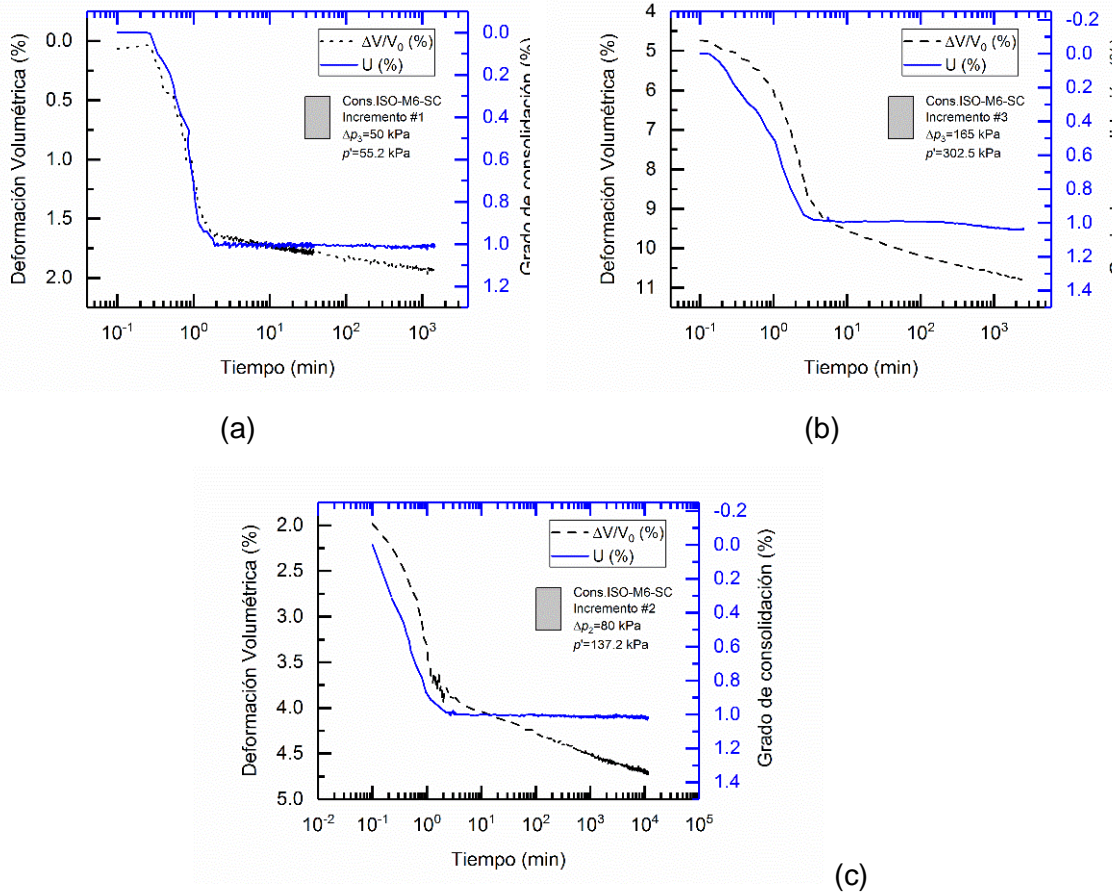 0.0
0.5
1.0
1.5
2.0
Deformación Volumétrica (%)
ΔV/V₀ (%)
U (%)
Cons.ISO-M6-SC
Incremento #1
Δp₃=50 kPa
p'=55.2 kPa
0.0
0.2
0.4
0.6
0.8
1.0
1.2
Grado de consolidación (%)
10⁻¹ 10⁰ 10¹ 10² 10³
Tiempo (min)
(a)
4
5
6
7
8
9
10
11
Deformación Volumétrica (%)
ΔV/V₀ (%)
U (%)
Cons.ISO-M6-SC
Incremento #3
Δp₃=165 kPa
p'=302.5 kPa
-0.2
0.0
0.2
0.4
0.6
0.8
1.0
1.2
1.4
10⁻¹ 10⁰ 10¹ 10² 10³
Tiempo (min)
(b)
2.0
2.5
3.0
3.5
4.0
4.5
5.0
Deformación Volumétrica (%)
ΔV/V₀ (%)
U (%)
Cons.ISO-M6-SC
Incremento #2
Δp₂=80 kPa
p'=137.2 kPa
-0.2
0.0
0.2
0.4
0.6
0.8
1.0
1.2
1.4
Grado de consolidación (%)
10⁻² 10⁻¹ 10⁰ 10¹ 10² 10³ 10⁴ 10⁵
Tiempo (min)
(c)